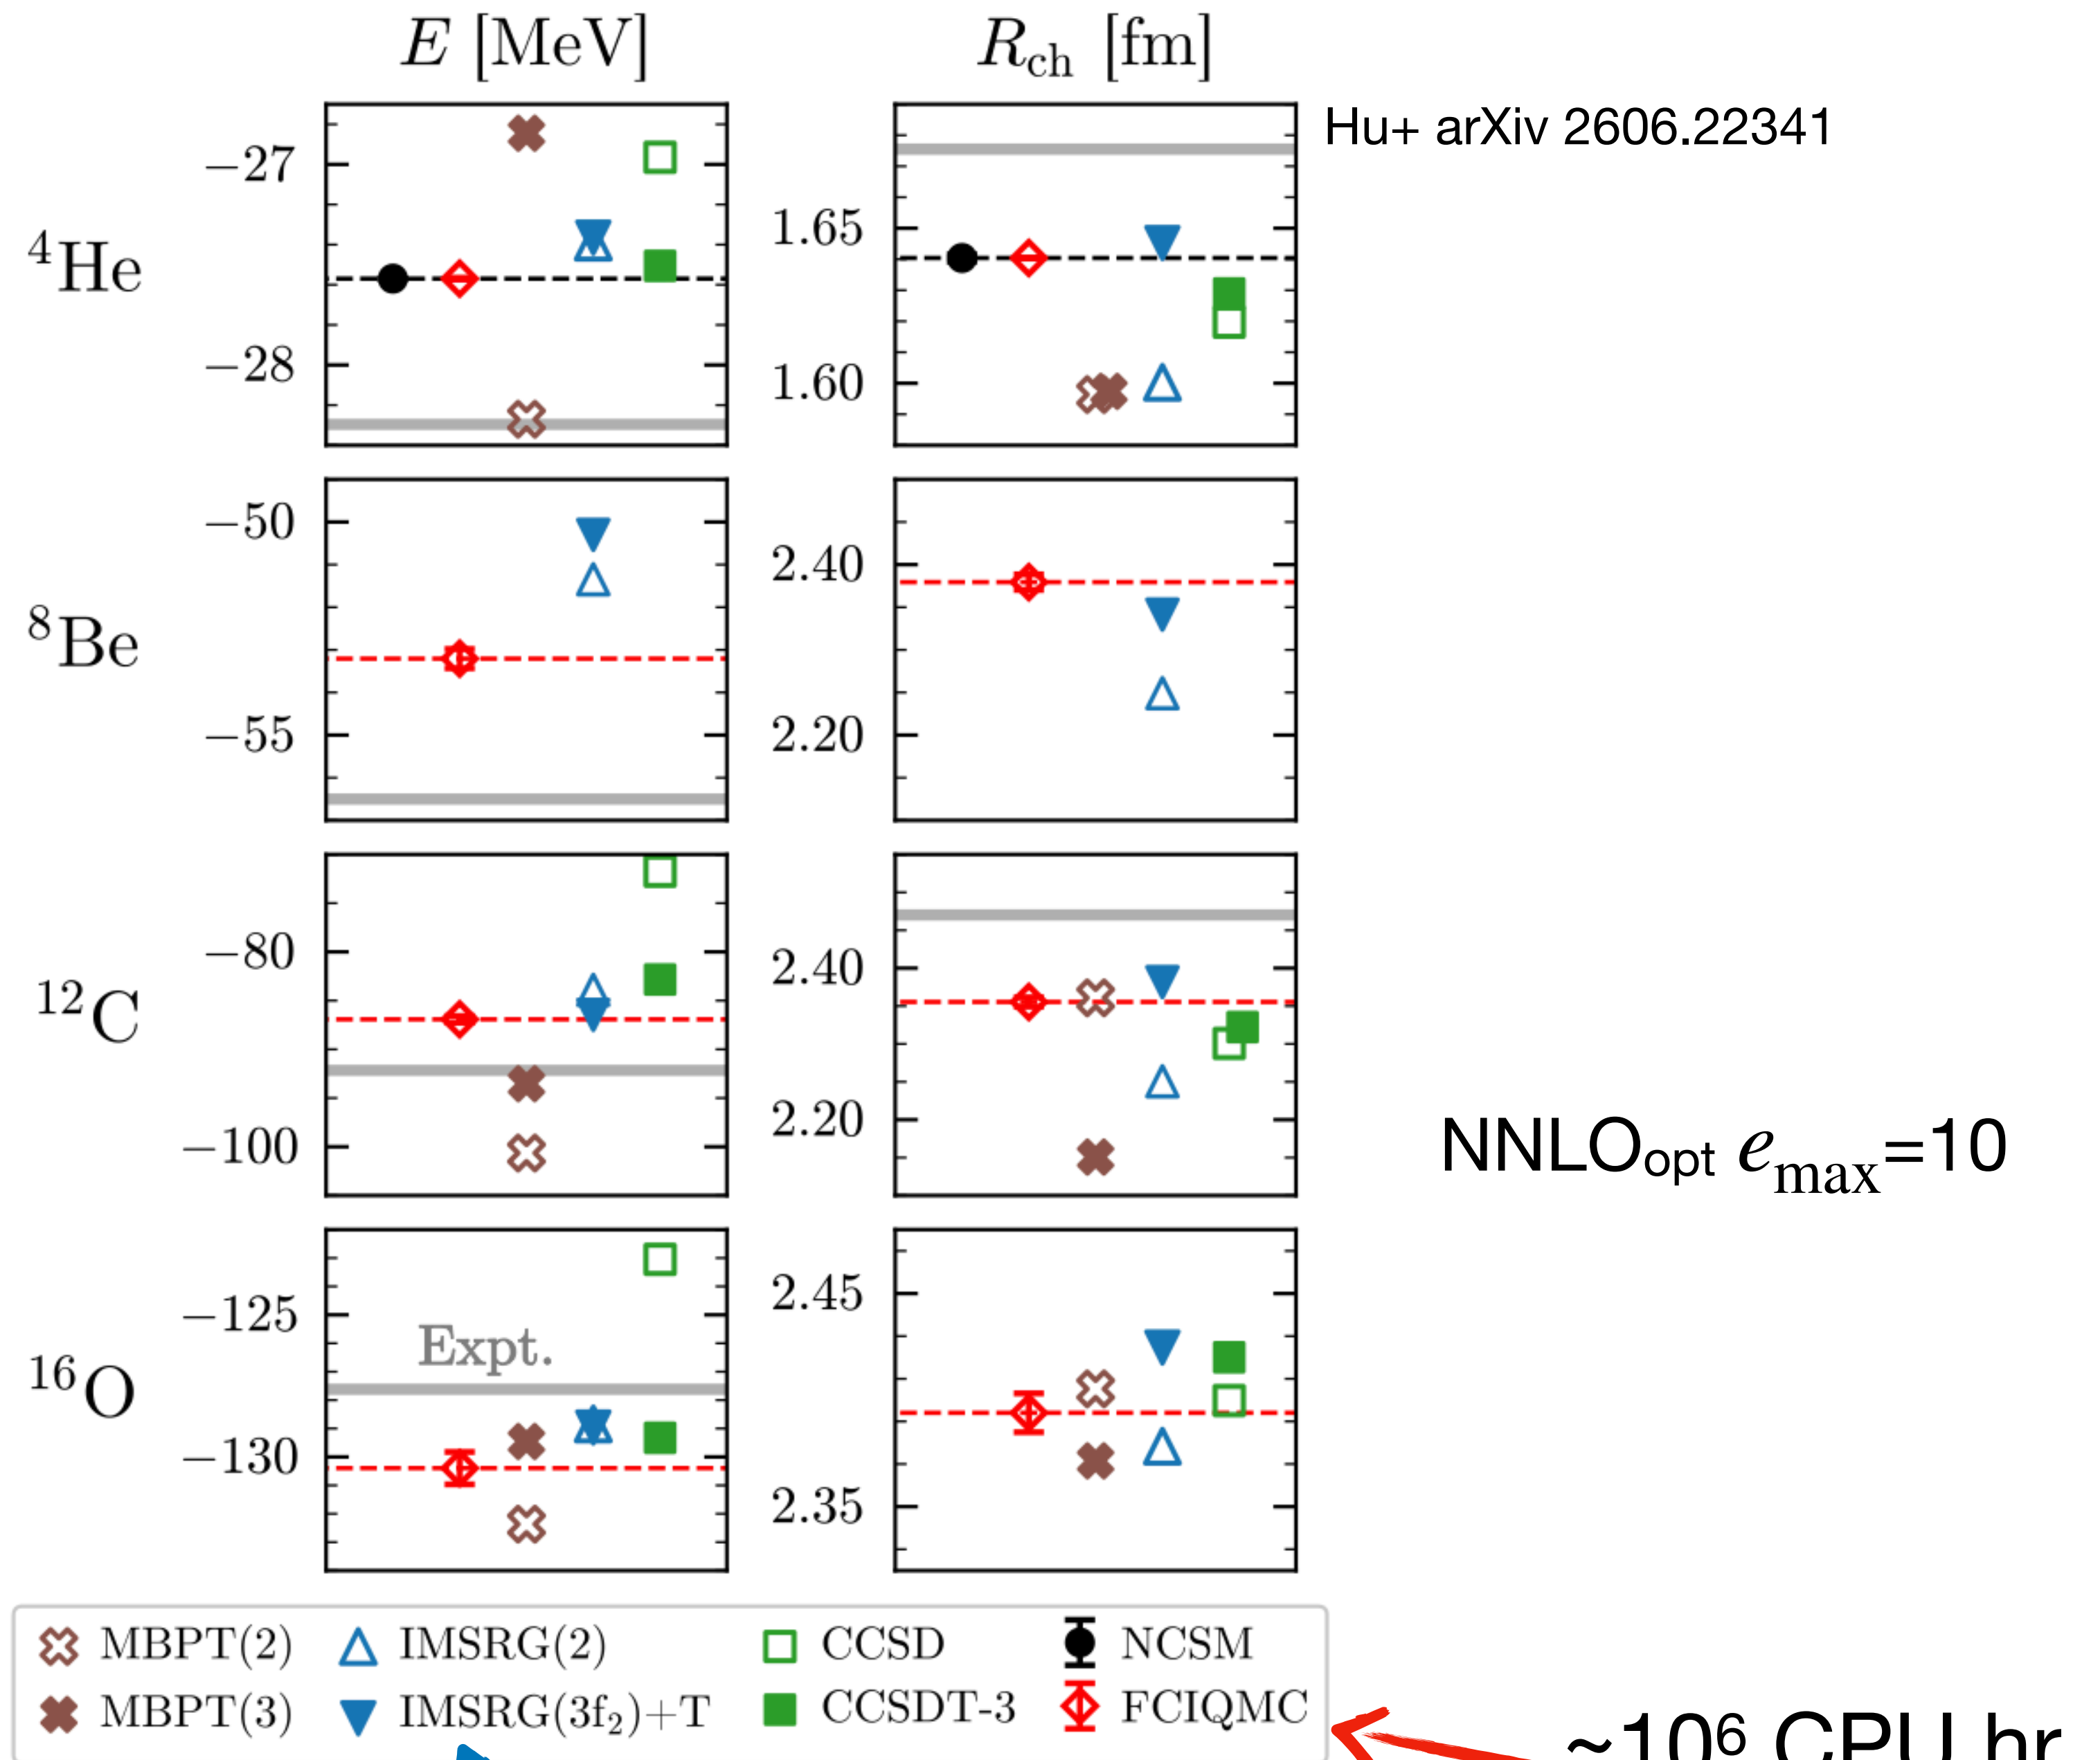 E [MeV] R_ch [fm]
Hu+ arXiv 2606.22341
⁴He
−27
−28
1.65
1.60
⁸Be
−50
−55
2.40
2.20
¹²C
−80
−100
2.40
2.20
NNLO_opt e_max=10
¹⁶O
−125
−130
Expt.
2.45
2.35
MBPT(2) IMSRG(2) CCSD NCSM
MBPT(3) IMSRG(3f₂)+T CCSDT-3 FCIQMC
~10⁶ CPU hr